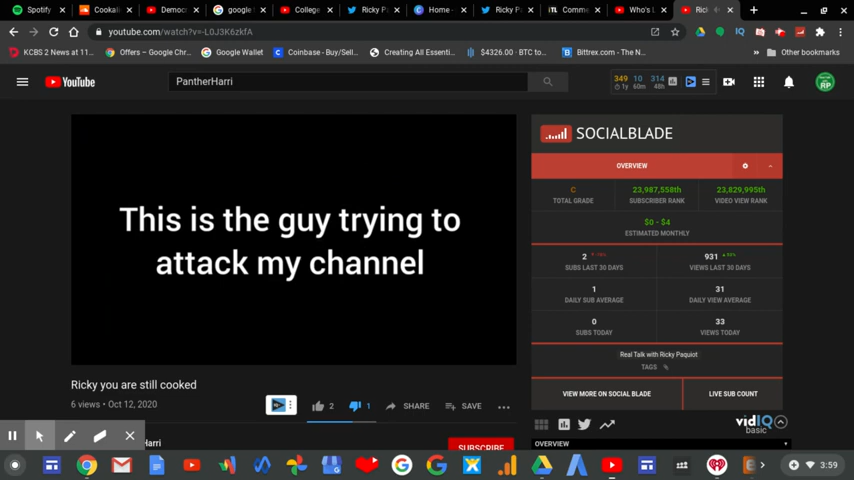 Spotify
CookaB
Democr
google
College
Ricky Pa
Home -
Ricky Pa
Comme
Who's L
Rick
youtube.com/watch?v=-L0J3K6zkfA
KCBS 2 News at 11...
Offers – Google Chr...
Google Wallet
Coinbase - Buy/Sell...
Creating All Essenti...
$4326.00 · BTC to...
Bittrex.com - The N...
Other bookmarks
YouTube
PantherHarri
349 10 314
1y 60m 48h
SOCIALBLADE
OVERVIEW
C 23,987,558th 23,829,995th
TOTAL GRADE SUBSCRIBER RANK VIDEO VIEW RANK
$0 - $4
ESTIMATED MONTHLY
This is the guy trying to
attack my channel
2 931
SUBS LAST 30 DAYS VIEWS LAST 30 DAYS
1 31
DAILY SUB AVERAGE DAILY VIEW AVERAGE
0 33
SUBS TODAY VIEWS TODAY
Real Talk with Ricky Paquiot
TAGS
VIEW MORE ON SOCIAL BLADE LIVE SUB COUNT
Ricky you are still cooked
6 views • Oct 12, 2020
2 1 SHARE SAVE
vidIQ
basic
Harri
SUBSCRIBE
OVERVIEW
3:59